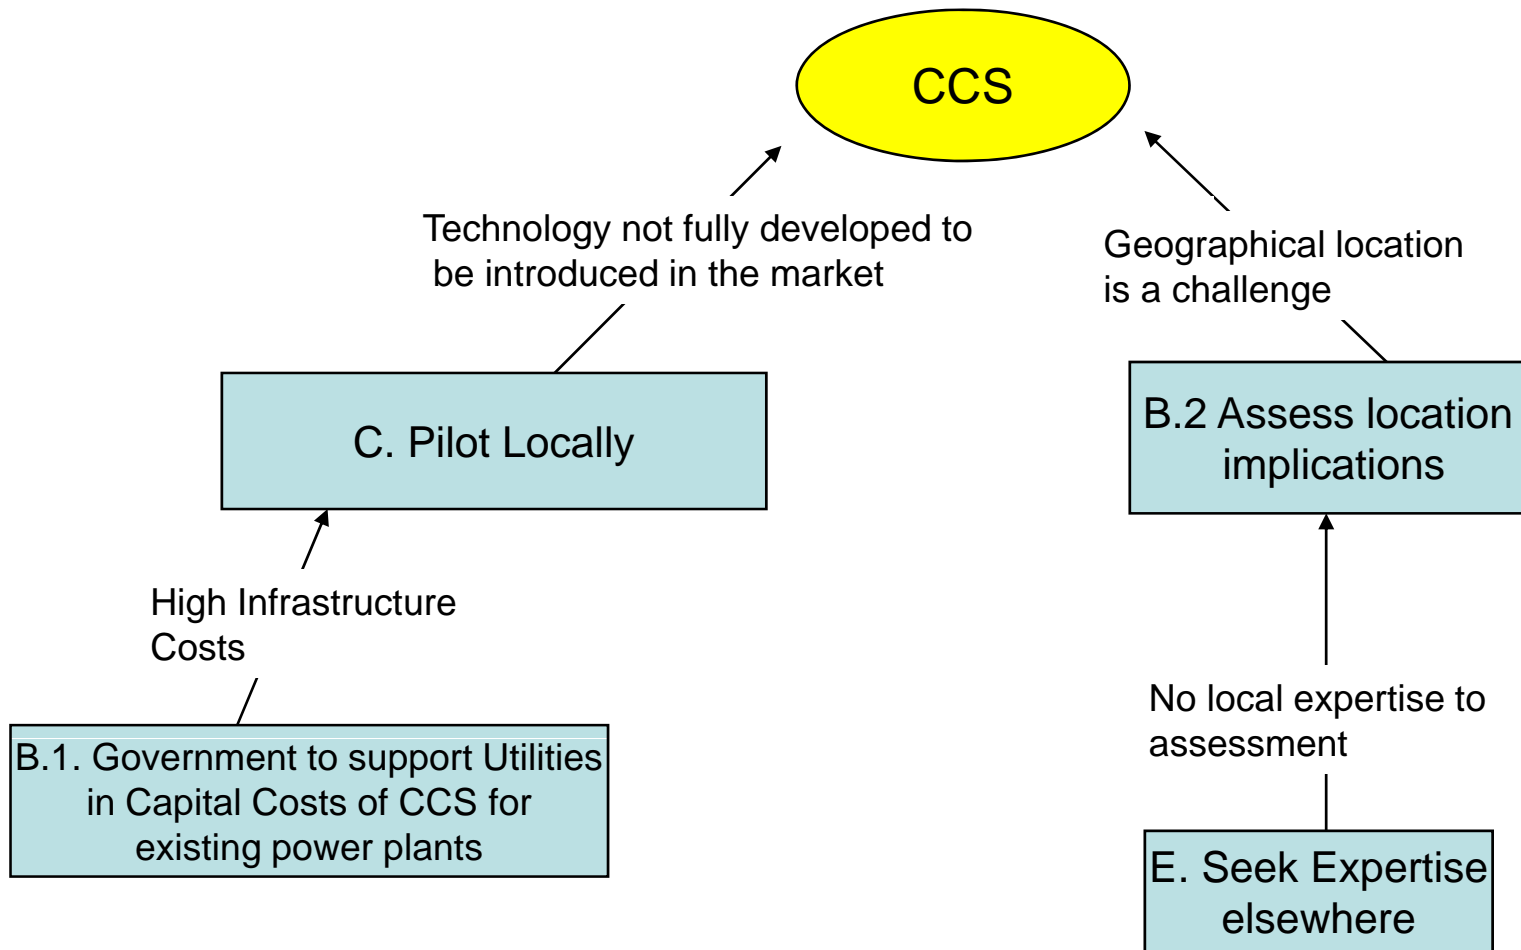 CCS
Technology not fully developed to
be introduced in the market
Geographical location
is a challenge
C. Pilot Locally
B.2 Assess location
implications
High Infrastructure
Costs
No local expertise to
assessment
B.1. Government to support Utilities
in Capital Costs of CCS for
existing power plants
E. Seek Expertise
elsewhere